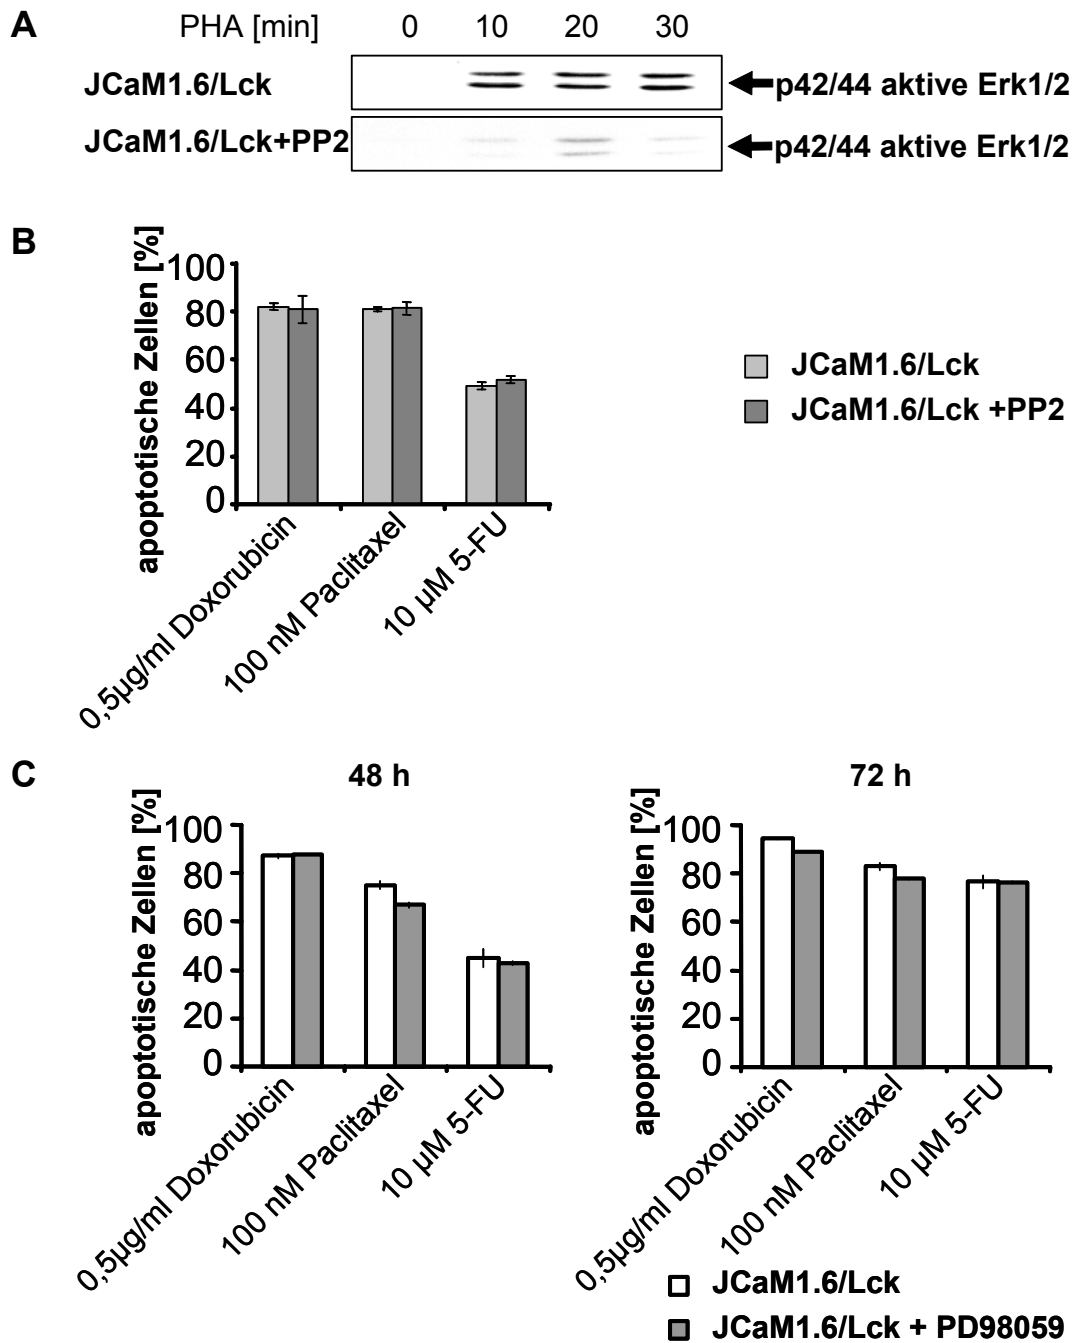 A
PHA [min] 0 10 20 30
JCaM1.6/Lck
p42/44 aktive Erk1/2
JCaM1.6/Lck+PP2
p42/44 aktive Erk1/2
B
apoptotische Zellen [%]
100
80
60
40
20
0
0,5µg/ml Doxorubicin
100 nM Paclitaxel
10 µM 5-FU
JCaM1.6/Lck
JCaM1.6/Lck +PP2
C
48 h
apoptotische Zellen [%]
100
80
60
40
20
0
0,5µg/ml Doxorubicin
100 nM Paclitaxel
10 µM 5-FU
72 h
apoptotische Zellen [%]
100
80
60
40
20
0
0,5µg/ml Doxorubicin
100 nM Paclitaxel
10 µM 5-FU
JCaM1.6/Lck
JCaM1.6/Lck + PD98059